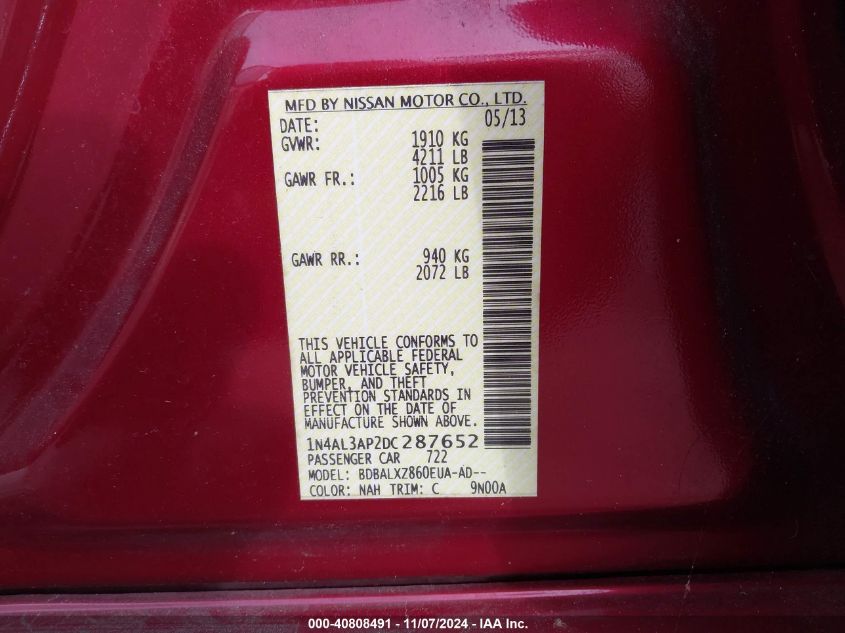 MFD BY NISSAN MOTOR CO., LTD.
DATE: 05/13
GVWR: 1910 KG
4211 LB
GAWR FR.: 1005 KG
2216 LB
GAWR RR.: 940 KG
2072 LB
THIS VEHICLE CONFORMS TO
ALL APPLICABLE FEDERAL
MOTOR VEHICLE SAFETY,
BUMPER, AND THEFT
PREVENTION STANDARDS IN
EFFECT ON THE DATE OF
MANUFACTURE SHOWN ABOVE.
1N4AL3AP2DC287652
PASSENGER CAR 722
MODEL: BDBALXZ860EUA-AD--
COLOR: NAH TRIM: C 9N00A
000-40808491 - 11/07/2024 - IAA Inc.